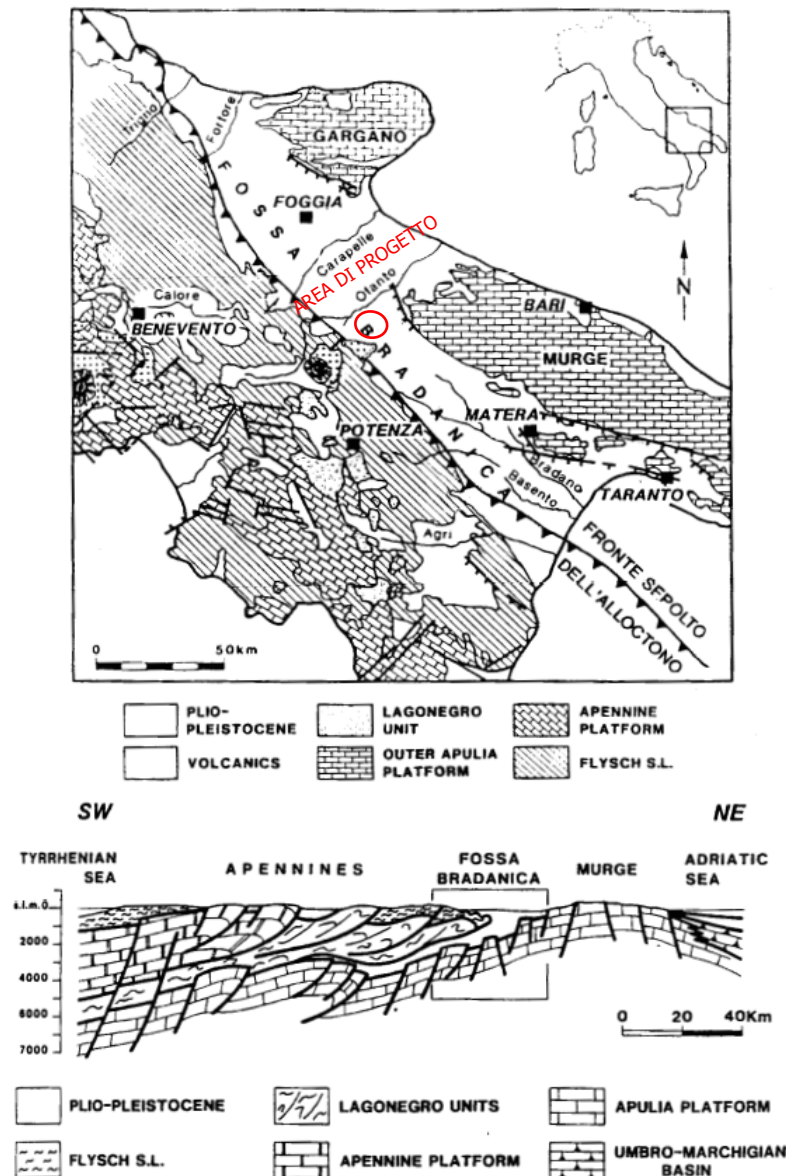 Trigno
Fortore
GARGANO
FOSSA
FOGGIA
Carapelle
AREA DI PROGETTO
Ofanto
Calore
BENEVENTO
BRADANICA
BARI
N
MURGE
MATERA
POTENZA
Bradano
Basento
TARANTO
Agri
FRONTE SEPOLTO
DELL'ALLOCTONO
0 50km
PLIO-
PLEISTOCENE
LAGONEGRO
UNIT
APENNINE
PLATFORM
VOLCANICS
OUTER APULIA
PLATFORM
FLYSCH S.L.
SW NE
TYRRHENIAN
SEA
APENNINES
FOSSA
BRADANICA
MURGE
ADRIATIC
SEA
s.l.m.0
2000
4000
6000
7000
0 20 40Km
PLIO-PLEISTOCENE
LAGONEGRO UNITS
APULIA PLATFORM
FLYSCH S.L.
APENNINE PLATFORM
UMBRO-MARCHIGIAN
BASIN